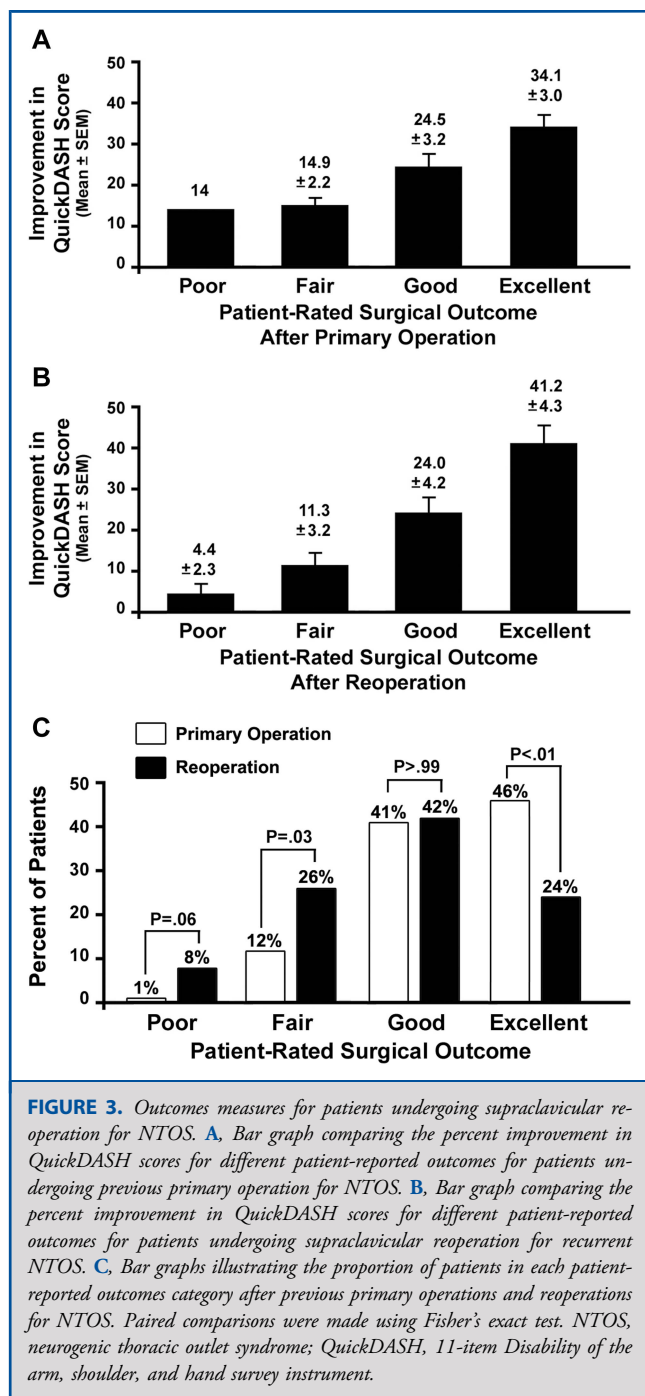 A
Improvement in
QuickDASH Score
(Mean ± SEM)
50
40
30
20
10
0
14
14.9
±2.2
24.5
±3.2
34.1
±3.0
Poor Fair Good Excellent
Patient-Rated Surgical Outcome
After Primary Operation
B
Improvement in
QuickDASH Score
(Mean ± SEM)
50
40
30
20
10
0
4.4
±2.3
11.3
±3.2
24.0
±4.2
41.2
±4.3
Poor Fair Good Excellent
Patient-Rated Surgical Outcome
After Reoperation
C
Primary Operation
Reoperation
Percent of Patients
50
40
30
20
10
0
P=.06
1% 8%
P=.03
12% 26%
P>.99
41% 42%
P<.01
46% 24%
Poor Fair Good Excellent
Patient-Rated Surgical Outcome
FIGURE 3. Outcomes measures for patients undergoing supraclavicular re-
operation for NTOS. A, Bar graph comparing the percent improvement in
QuickDASH scores for different patient-reported outcomes for patients un-
dergoing previous primary operation for NTOS. B, Bar graph comparing the
percent improvement in QuickDASH scores for different patient-reported
outcomes for patients undergoing supraclavicular reoperation for recurrent
NTOS. C, Bar graphs illustrating the proportion of patients in each patient-
reported outcomes category after previous primary operations and reoperations
for NTOS. Paired comparisons were made using Fisher's exact test. NTOS,
neurogenic thoracic outlet syndrome; QuickDASH, 11-item Disability of the
arm, shoulder, and hand survey instrument.